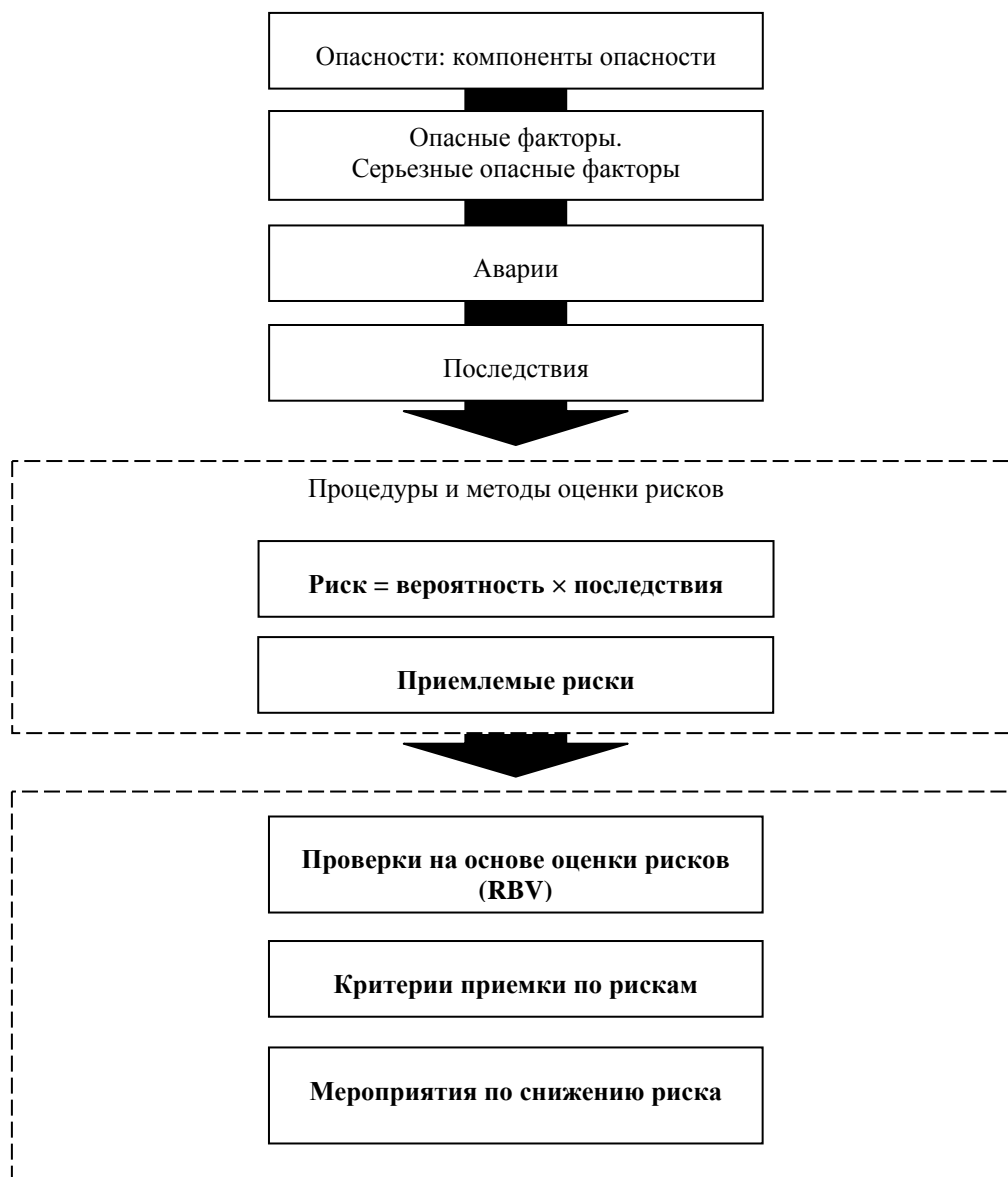 Опасности: компоненты опасности
Опасные факторы.
Серьезные опасные факторы
Аварии
Последствия
Процедуры и методы оценки рисков
Риск = вероятность × последствия
Приемлемые риски
Проверки на основе оценки рисков
(RBV)
Критерии приемки по рискам
Мероприятия по снижению риска